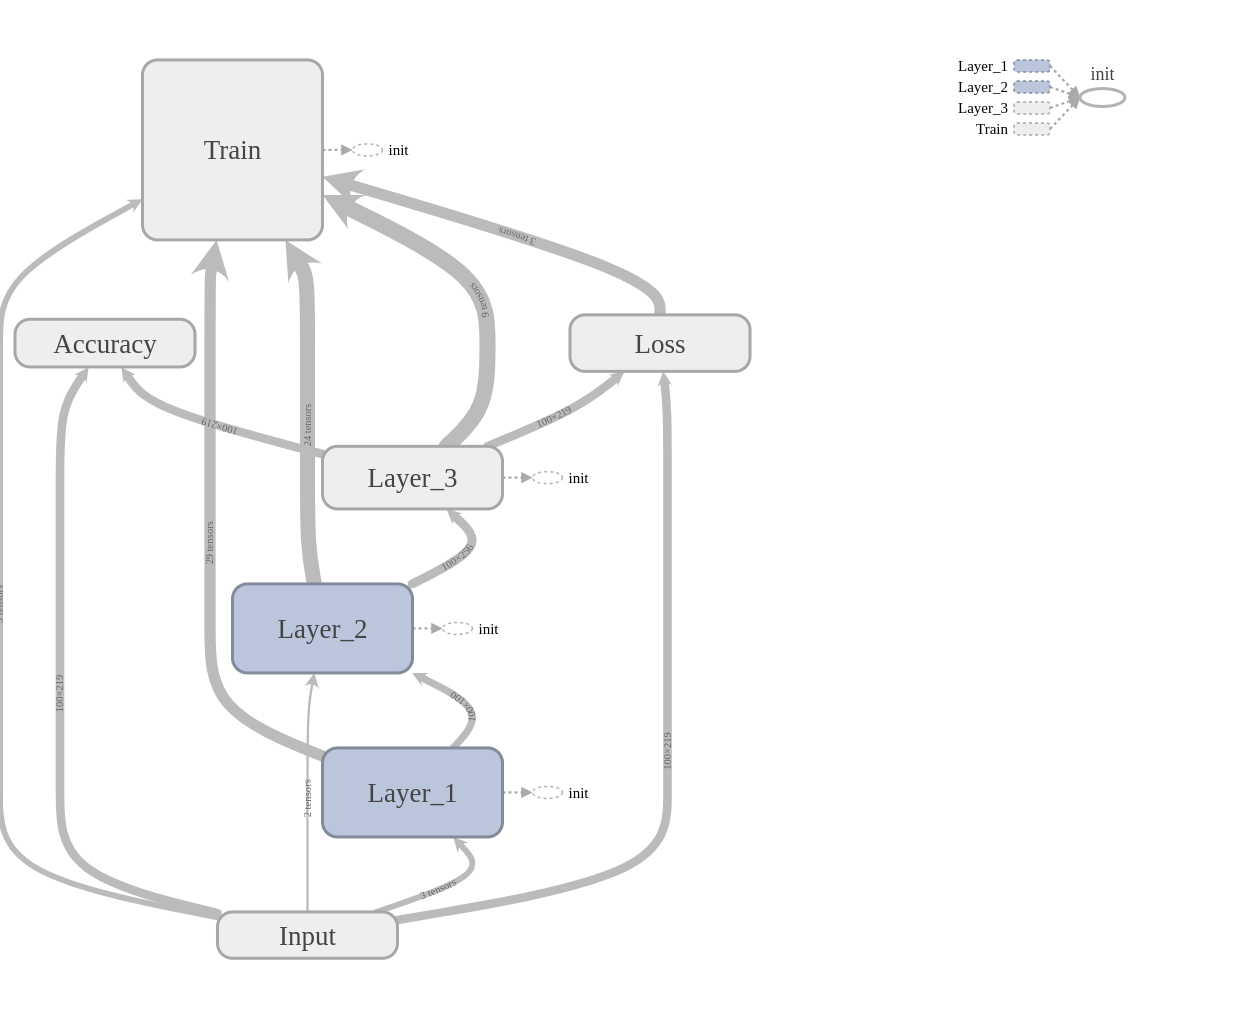 Layer_1
init
Layer_2
Layer_3
Train
Train
init
3 tensors
9 tensors
Accuracy
Loss
100×219
24 tensors
100×219
Layer_3
init
29 tensors
100×256
Layer_2
init
100×219
100×100
100×219
Layer_1
init
2 tensors
3 tensors
Input